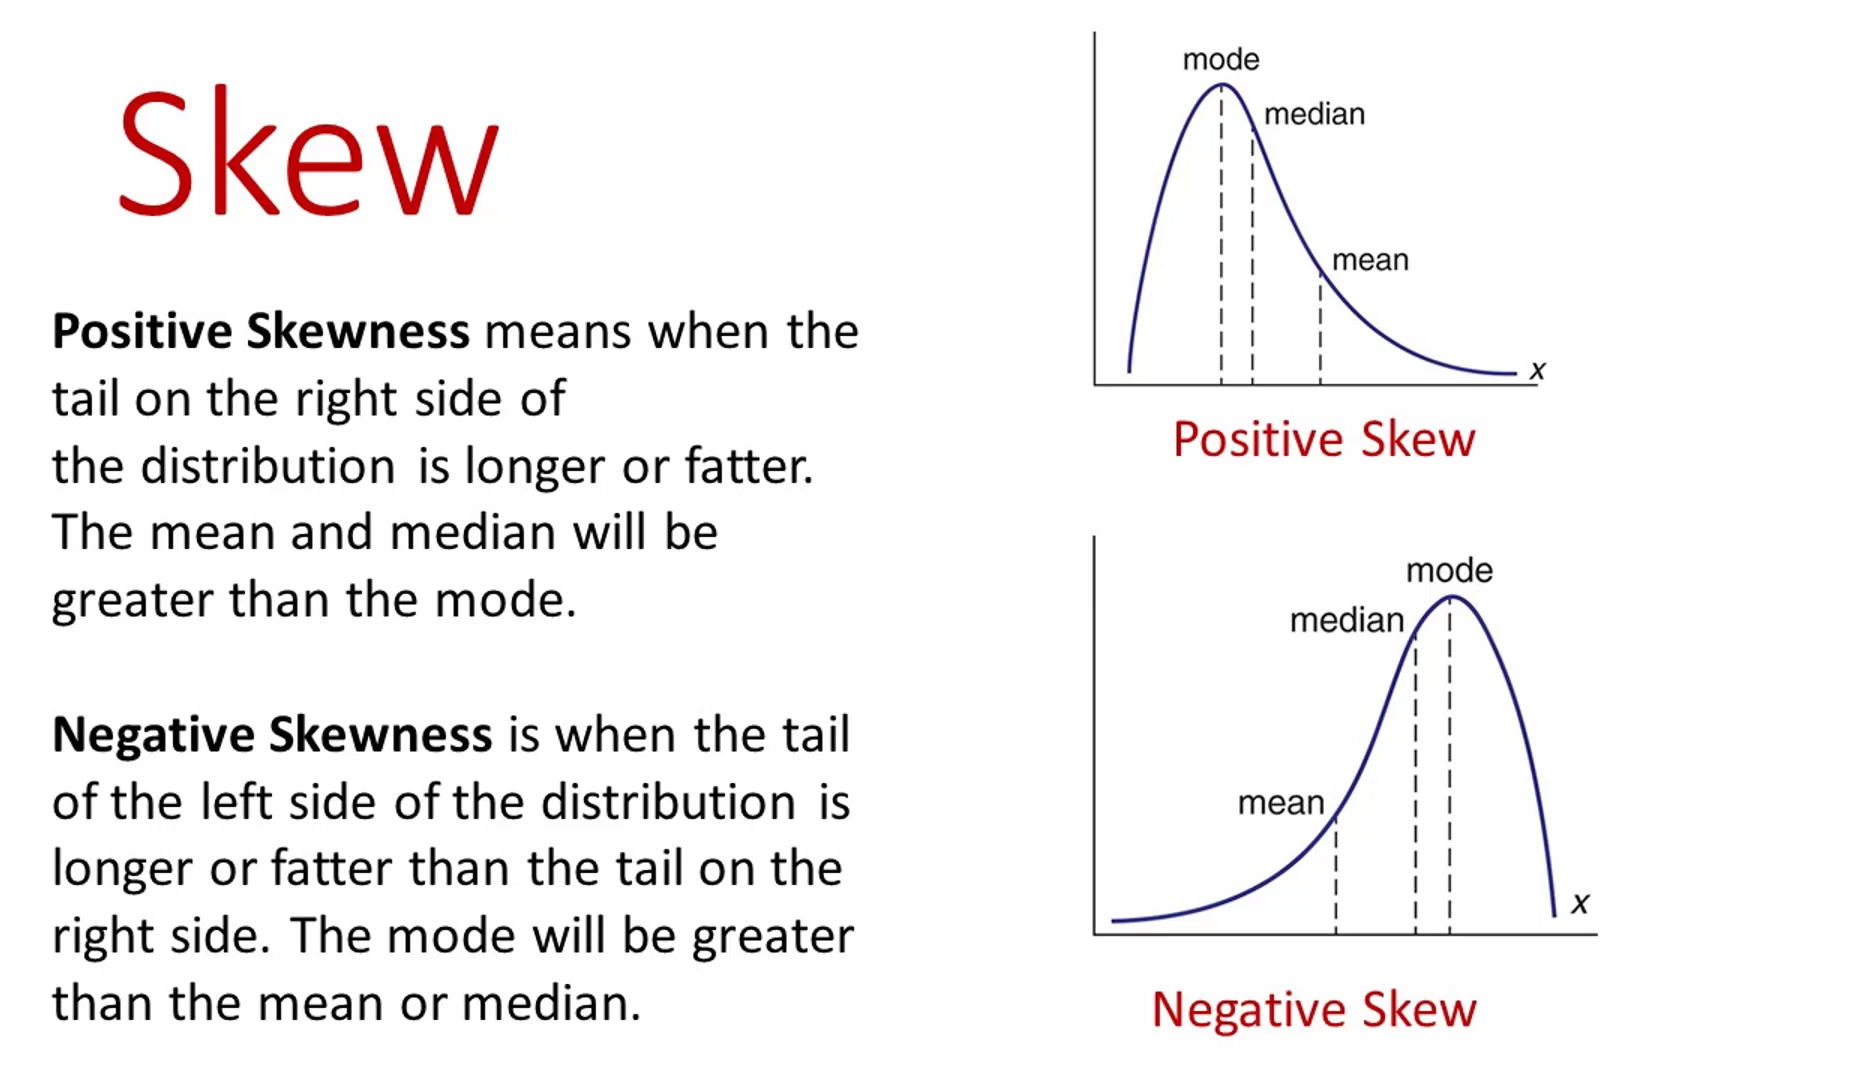 Skew
Positive Skewness means when the
tail on the right side of
the distribution is longer or fatter.
The mean and median will be
greater than the mode.
Negative Skewness is when the tail
of the left side of the distribution is
longer or fatter than the tail on the
right side. The mode will be greater
than the mean or median.
mode
median
mean
x
Positive Skew
mode
median
mean
x
Negative Skew